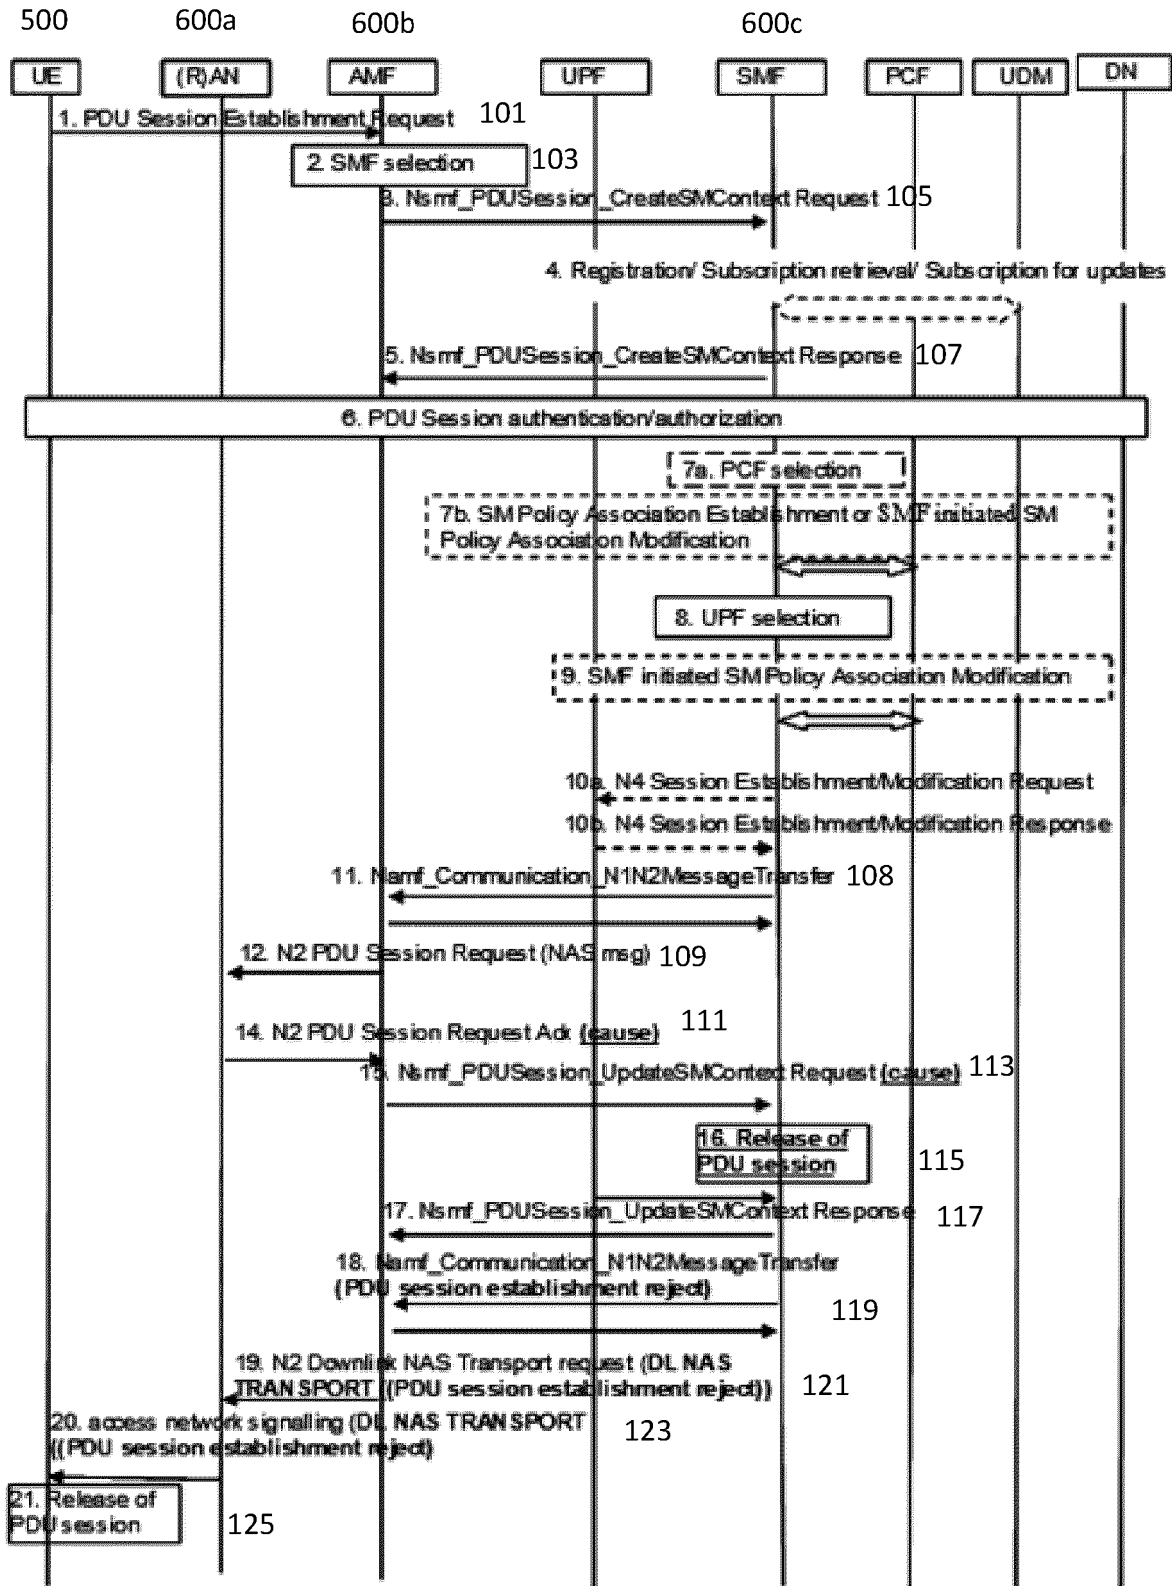 500 600a 600b 600c
UE (R)AN AMF UPF SMF PCF UDM DN
1. PDU Session Establishment Request 101
2. SMF selection 103
3. Nsmf_PDUSession_CreateSMContext Request 105
4. Registration/ Subscription retrieval/ Subscription for updates
5. Nsmf_PDUSession_CreateSMContext Response 107
6. PDU Session authentication/authorization
7a. PCF selection
7b. SM Policy Association Establishment or SMF initiated SM
Policy Association Modification
8. UPF selection
9. SMF initiated SM Policy Association Modification
10a. N4 Session Establishment/Modification Request
10b. N4 Session Establishment/Modification Response
11. Namf_Communication_N1N2MessageTransfer 108
12. N2 PDU Session Request (NAS msg) 109
14. N2 PDU Session Request Ack (cause) 111
15. Nsmf_PDUSession_UpdateSMContext Request (cause) 113
16. Release of
PDU session 115
17. Nsmf_PDUSession_UpdateSMContext Response 117
18. Namf_Communication_N1N2MessageTransfer
(PDU session establishment reject) 119
19. N2 Downlink NAS Transport request (DL NAS
TRANSPORT ((PDU session establishment reject)) 121
20. access network signalling (DL NAS TRANSPORT
((PDU session establishment reject) 123
21. Release of
PDU session 125